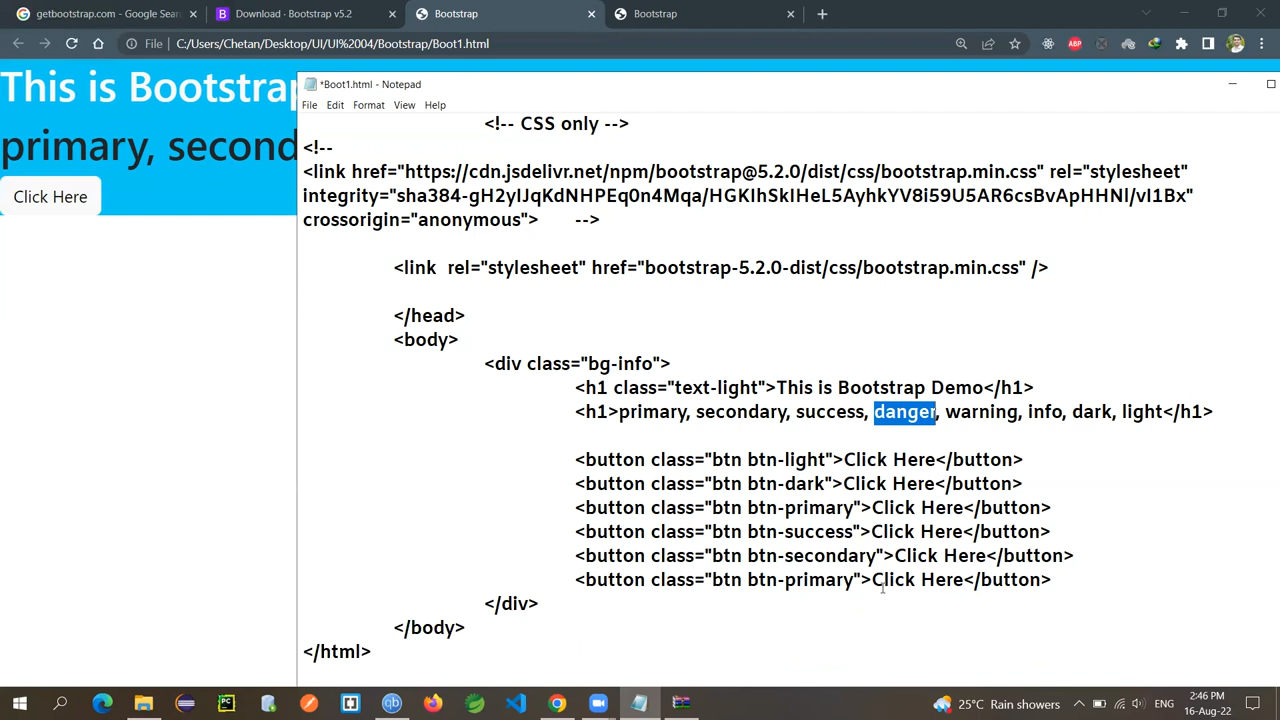 getbootstrap.com - Google Sear
Download · Bootstrap v5.2
Bootstrap
Bootstrap
File
C:/Users/Chetan/Desktop/UI/UI%2004/Bootstrap/Boot1.html
ABP
This is Bootstrap
primary, second
Click Here
*Boot1.html - Notepad
File Edit Format View Help
<!-- CSS only -->
<!--
<link href="https://cdn.jsdelivr.net/npm/bootstrap@5.2.0/dist/css/bootstrap.min.css" rel="stylesheet"
integrity="sha384-gH2yIJqKdNHPEq0n4Mqa/HGKIhSkIHeL5AyhkYV8i59U5AR6csBvApHHNl/vI1Bx"
crossorigin="anonymous"> -->
<link rel="stylesheet" href="bootstrap-5.2.0-dist/css/bootstrap.min.css" />
</head>
<body>
<div class="bg-info">
<h1 class="text-light">This is Bootstrap Demo</h1>
<h1>primary, secondary, success, danger, warning, info, dark, light</h1>
<button class="btn btn-light">Click Here</button>
<button class="btn btn-dark">Click Here</button>
<button class="btn btn-primary">Click Here</button>
<button class="btn btn-success">Click Here</button>
<button class="btn btn-secondary">Click Here</button>
<button class="btn btn-primary">Click Here</button>
</div>
</body>
</html>
25°C Rain showers
ENG
2:46 PM
16-Aug-22